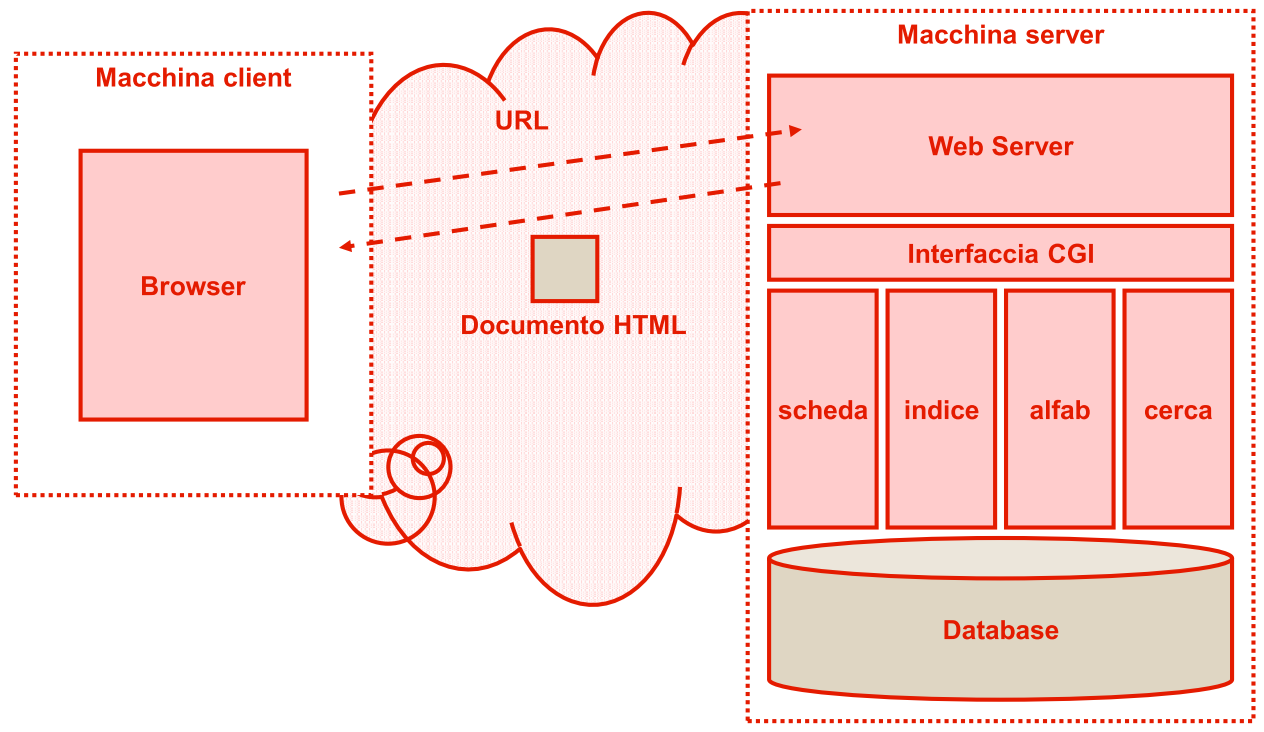 Macchina client
Browser
URL
Documento HTML
Macchina server
Web Server
Interfaccia CGI
scheda
indice
alfab
cerca
Database